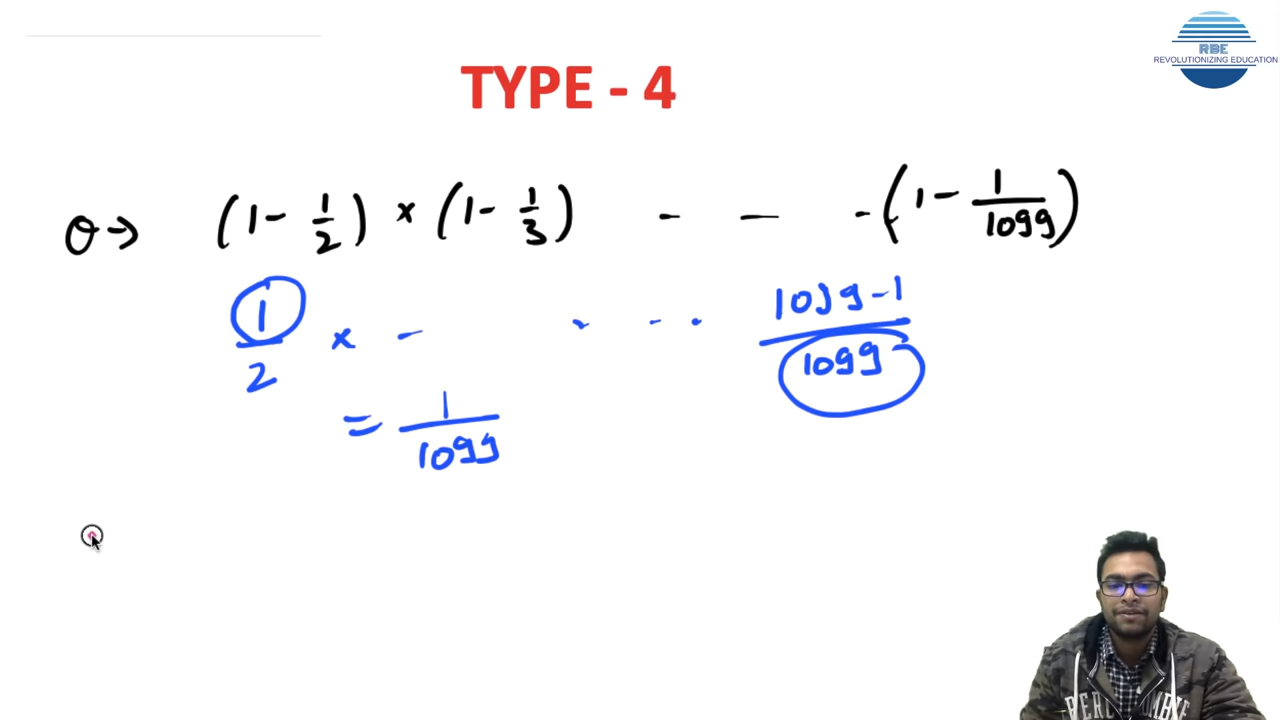 RBE
REVOLUTIONIZING EDUCATION
TYPE - 4
Q→ (1 - 1/2) × (1 - 1/3) - - - (1 - 1/1099)
1/2 × - . . . 1099-1/1099
= 1/1099